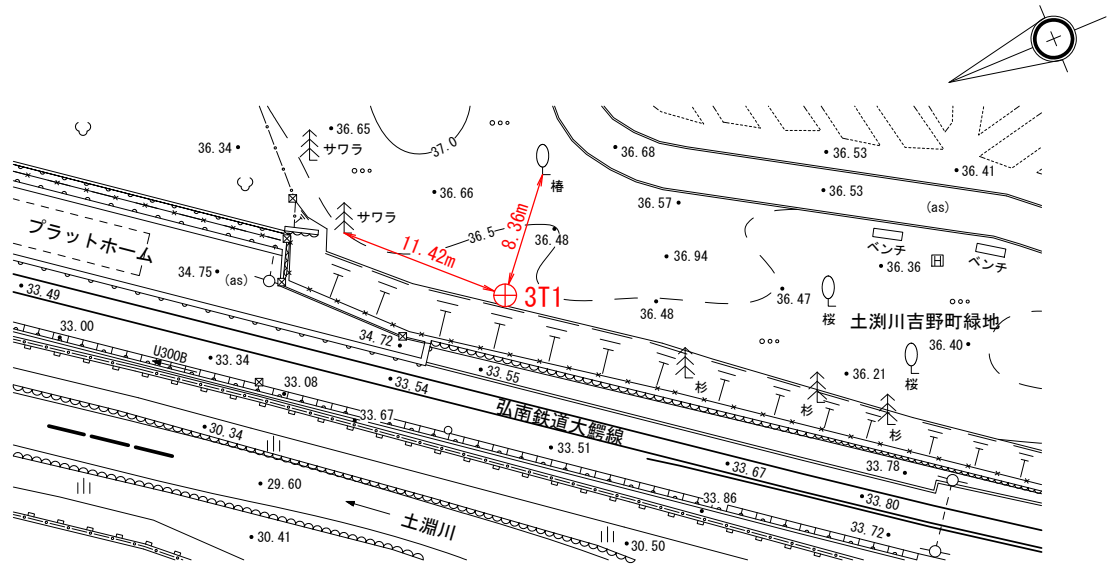 36.65
36.34
サワラ
37.0
36.68
36.53
36.41
椿
36.66
36.53
36.57
(as)
サワラ
8.36m
36.5
36.48
11.42m
プラットホーム
ベンチ
ベンチ
34.75
(as)
36.94
36.36
H
33.49
3T1
36.47
36.48
桜
土渕川吉野町緑地
33.00
34.72
36.40
U300B
33.34
33.55
桜
33.08
33.54
36.21
杉
33.67
弘南鉄道大鰐線
杉
30.34
杉
33.51
33.67
33.78
29.60
33.86
33.80
土淵川
33.72
30.41
30.50